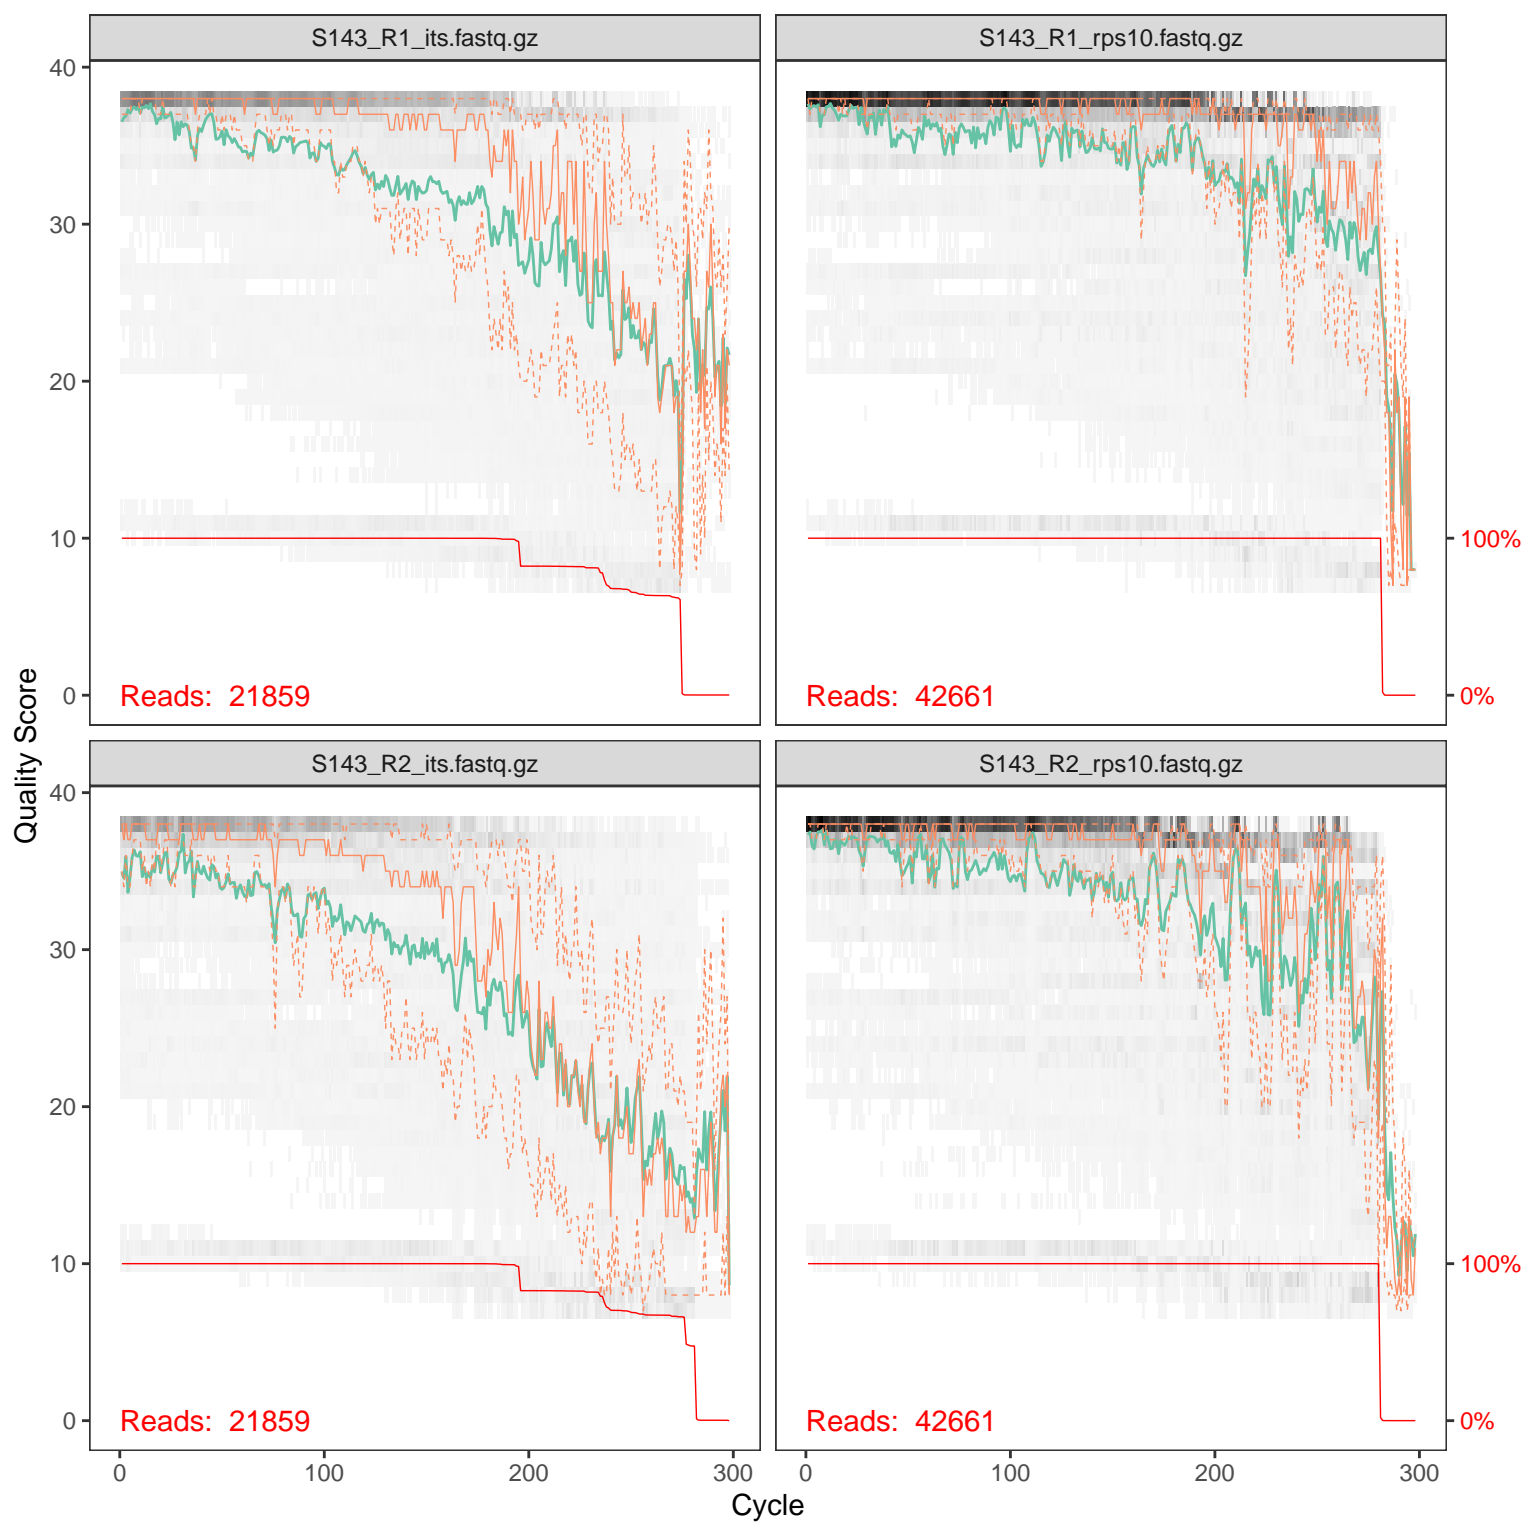 S143_R1_its.fastq.gz
S143_R1_rps10.fastq.gz
40
30
20
10
0
Reads: 21859
Reads: 42661
100%
0%
Quality Score
S143_R2_its.fastq.gz
S143_R2_rps10.fastq.gz
40
30
20
10
0
Reads: 21859
Reads: 42661
100%
0%
0 100 200 300
0 100 200 300
Cycle